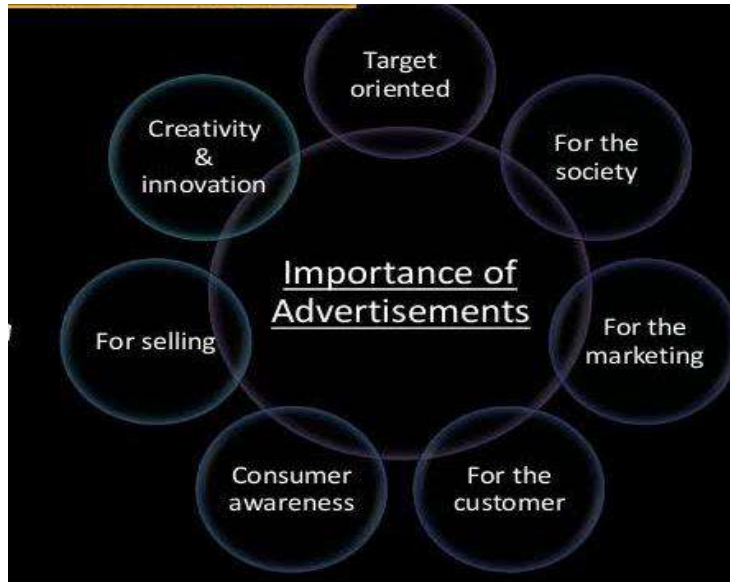 Target
oriented
Creativity
&
innovation
For the
society
Importance of
Advertisements
For selling
For the
marketing
Consumer
awareness
For the
customer